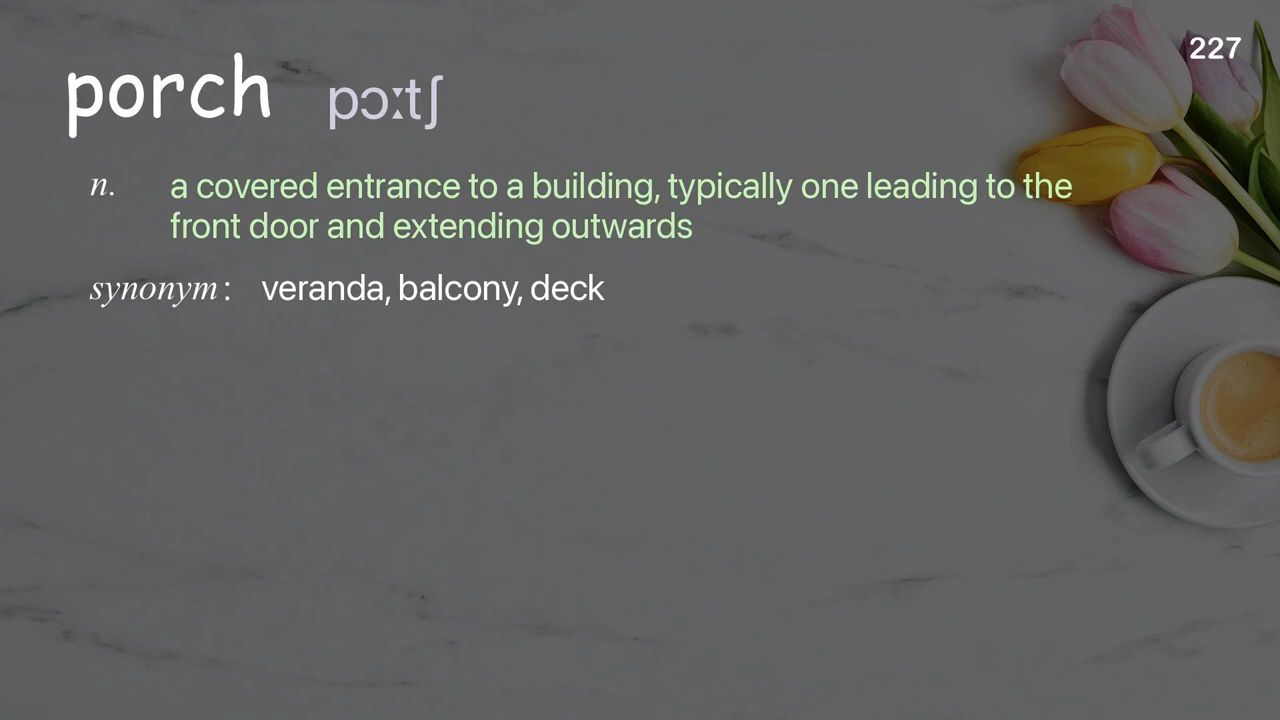 227
porch pɔːtʃ
n. a covered entrance to a building, typically one leading to the
front door and extending outwards
synonym : veranda, balcony, deck